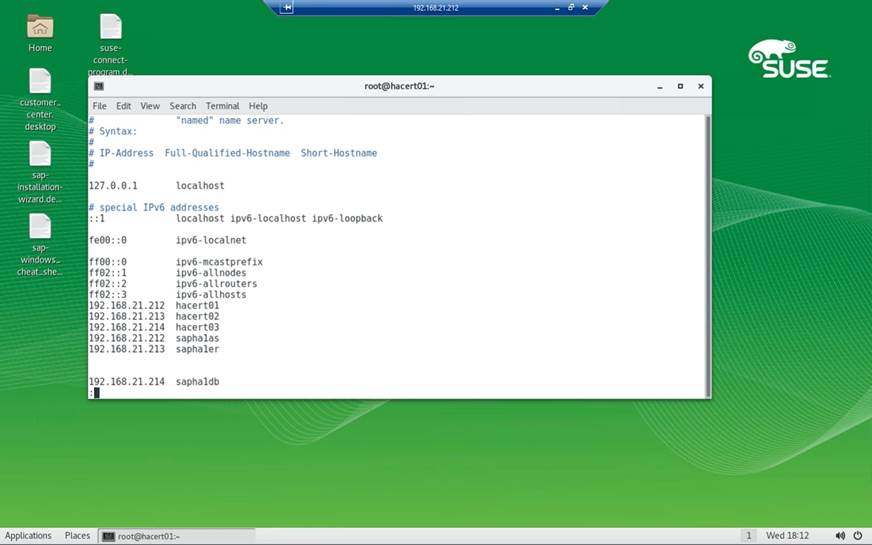 192.168.21.212
Home
suse-
connect-
program.d...
customer_
center.
desktop
sap-
installation-
wizard.de...
sap-
windows_
cheat_she...
SUSE
root@hacert01:~
File Edit View Search Terminal Help
# "named" name server.
# Syntax:
#
# IP-Address Full-Qualified-Hostname Short-Hostname
#
127.0.0.1 localhost
# special IPv6 addresses
::1 localhost ipv6-localhost ipv6-loopback
fe00::0 ipv6-localnet
ff00::0 ipv6-mcastprefix
ff02::1 ipv6-allnodes
ff02::2 ipv6-allrouters
ff02::3 ipv6-allhosts
192.168.21.212 hacert01
192.168.21.213 hacert02
192.168.21.214 hacert03
192.168.21.212 sapha1as
192.168.21.213 sapha1er
192.168.21.214 sapha1db
:
Applications Places root@hacert01:~ 1 Wed 18:12